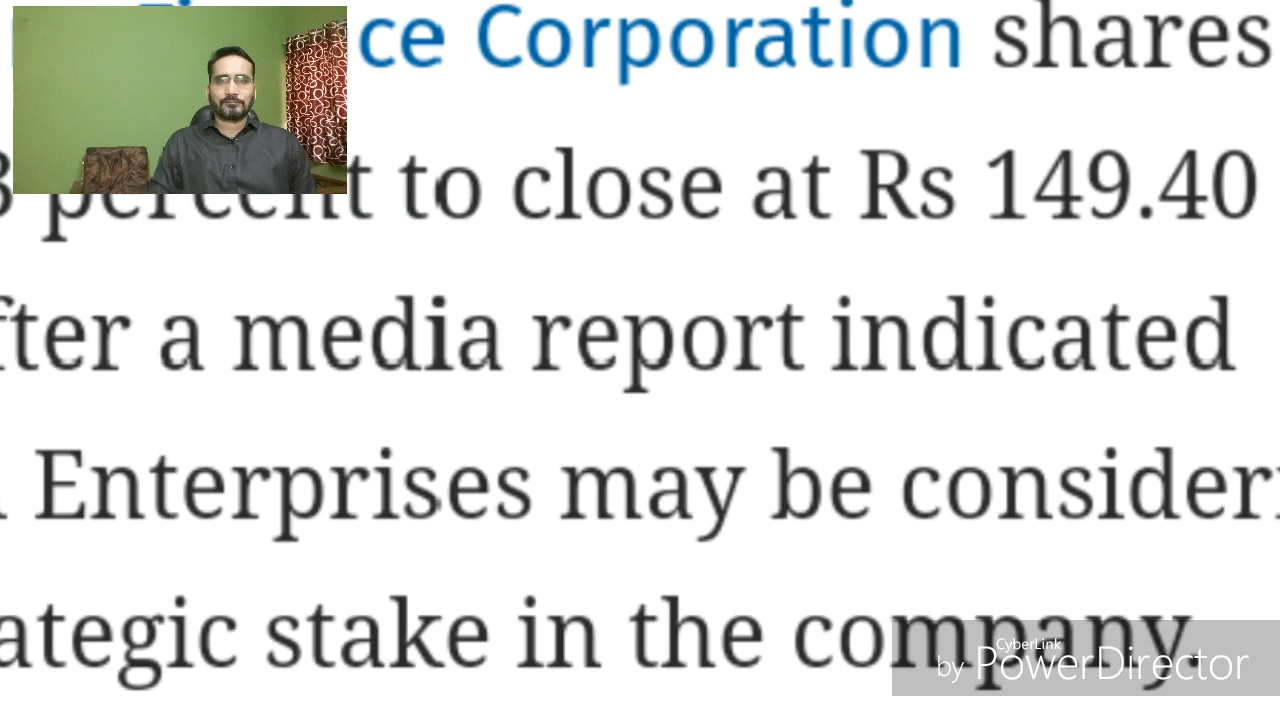 ce Corporation shares
percent to close at Rs 149.40
fter a media report indicated
Enterprises may be consider
ategic stake in the company
CyberLink
by PowerDirector